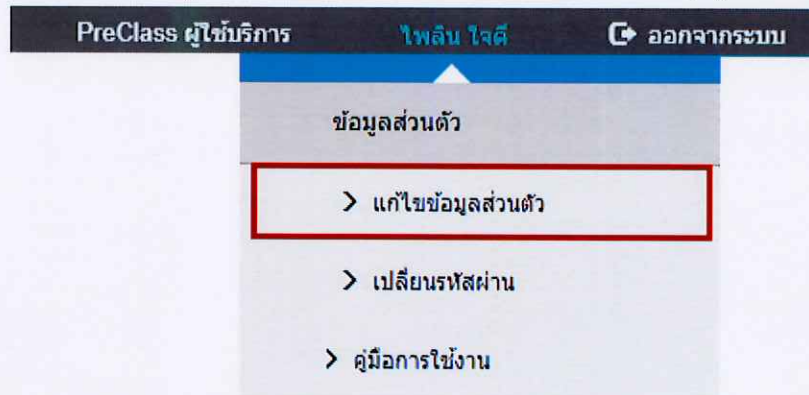 PreClass ผู้ใช้บริการ ไพลิน ใจดี ออกจากระบบ
ข้อมูลส่วนตัว
> แก้ไขข้อมูลส่วนตัว
> เปลี่ยนรหัสผ่าน
> คู่มือการใช้งาน